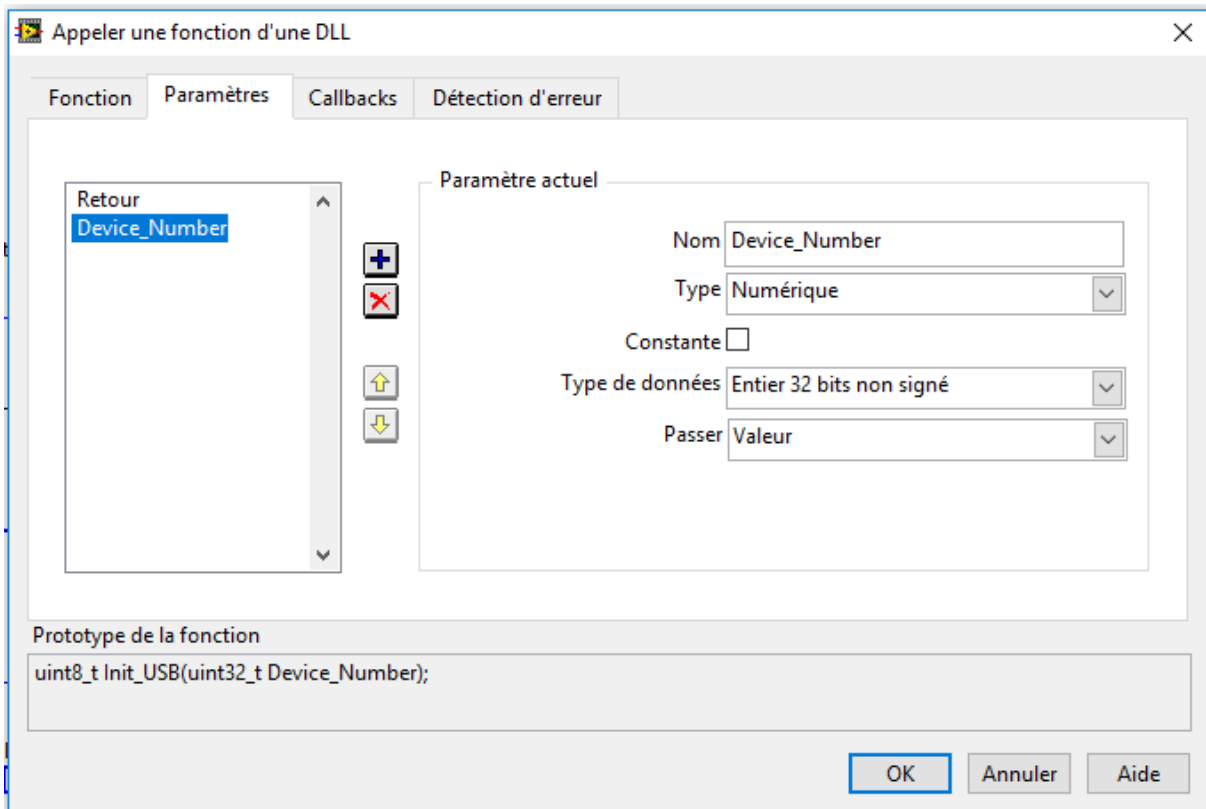 Appeler une fonction d'une DLL
Fonction Paramètres Callbacks Détection d'erreur
Retour
Device_Number
Paramètre actuel
Nom Device_Number
Type Numérique
Constante
Type de données Entier 32 bits non signé
Passer Valeur
Prototype de la fonction
uint8_t Init_USB(uint32_t Device_Number);
OK Annuler Aide